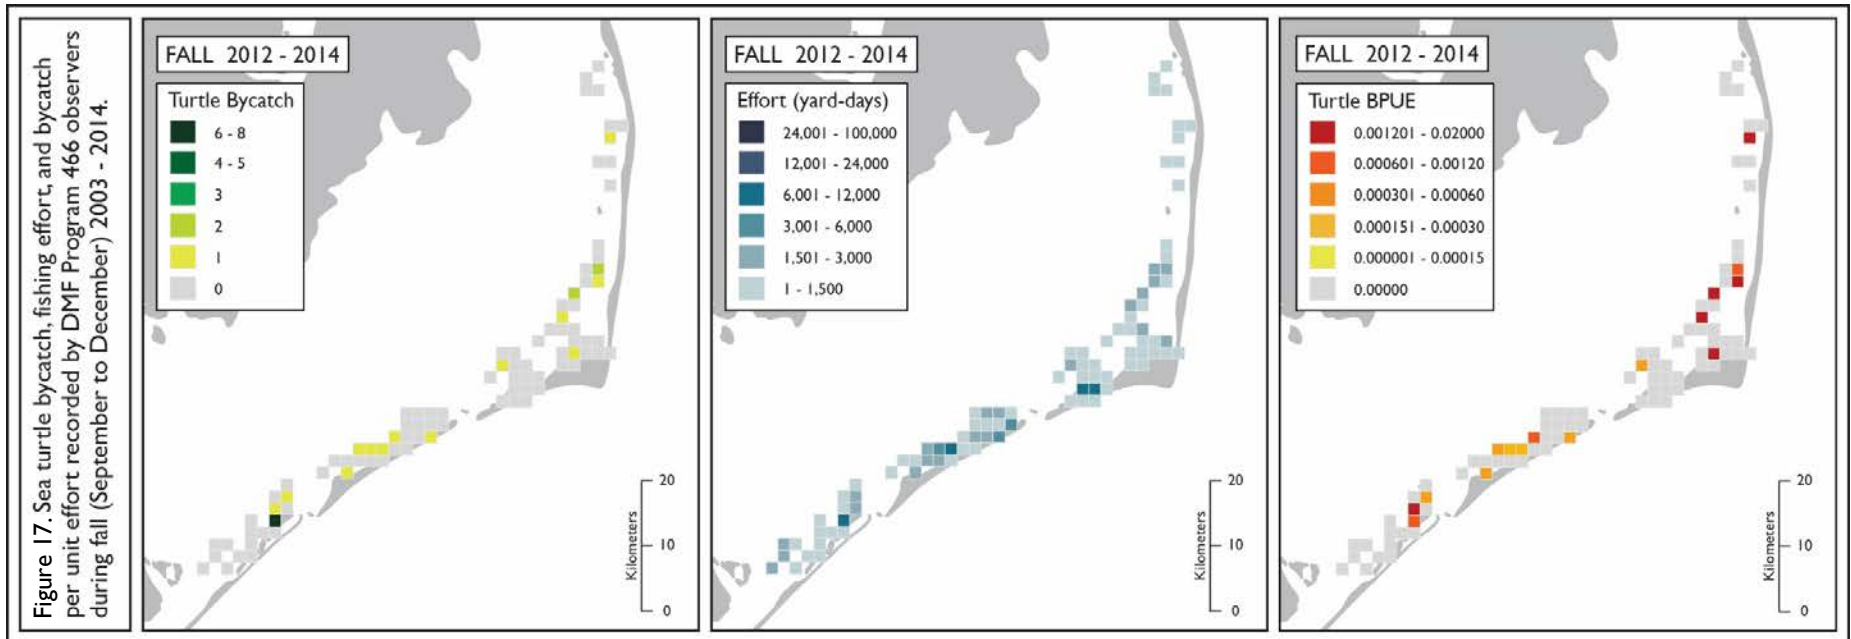 Figure 17. Sea turtle bycatch, fishing effort, and bycatch
per unit effort recorded by DMF Program 466 observers
during fall (September to December) 2003 - 2014.
FALL 2012 - 2014
Turtle Bycatch
6 - 8
4 - 5
3
2
1
0
20
10
0
Kilometers
FALL 2012 - 2014
Effort (yard-days)
24,001 - 100,000
12,001 - 24,000
6,001 - 12,000
3,001 - 6,000
1,501 - 3,000
1 - 1,500
20
10
0
Kilometers
FALL 2012 - 2014
Turtle BPUE
0.001201 - 0.02000
0.000601 - 0.00120
0.000301 - 0.00060
0.000151 - 0.00030
0.000001 - 0.00015
0.00000
20
10
0
Kilometers